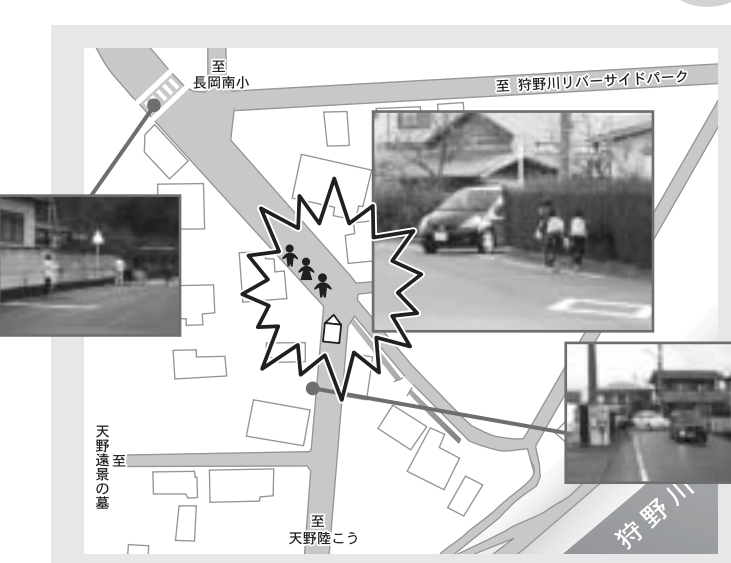 至
長岡南小
至 狩野川リバーサイドパーク
天野遠景の墓
至
至
天野陸こう
狩野川